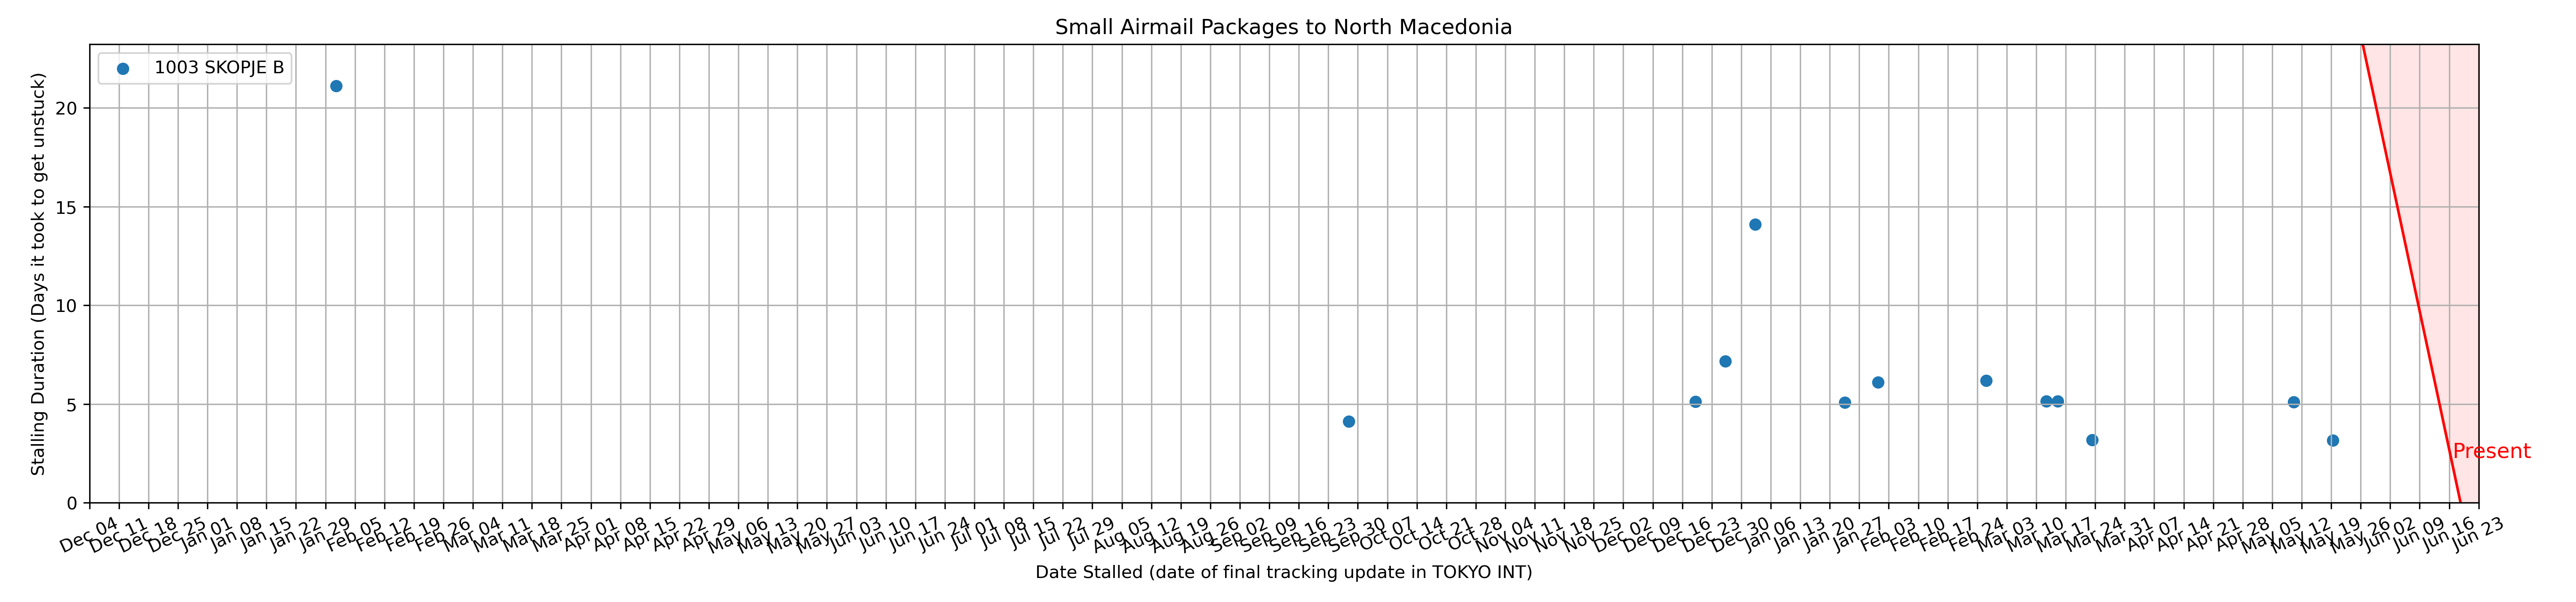 Small Airmail Packages to North Macedonia
1003 SKOPJE B
Stalling Duration (Days it took to get unstuck)
20
15
10
5
0
Present
Dec 04
Dec 11
Dec 18
Dec 25
Jan 01
Jan 08
Jan 15
Jan 22
Jan 29
Feb 05
Feb 12
Feb 19
Feb 26
Mar 04
Mar 11
Mar 18
Mar 25
Apr 01
Apr 08
Apr 15
Apr 22
Apr 29
May 06
May 13
May 20
May 27
Jun 03
Jun 10
Jun 17
Jun 24
Jul 01
Jul 08
Jul 15
Jul 22
Jul 29
Aug 05
Aug 12
Aug 19
Aug 26
Sep 02
Sep 09
Sep 16
Sep 23
Sep 30
Oct 07
Oct 14
Oct 21
Oct 28
Nov 04
Nov 11
Nov 18
Nov 25
Dec 02
Dec 09
Dec 16
Dec 23
Dec 30
Jan 06
Jan 13
Jan 20
Jan 27
Feb 03
Feb 10
Feb 17
Feb 24
Mar 03
Mar 10
Mar 17
Mar 24
Mar 31
Apr 07
Apr 14
Apr 21
Apr 28
May 05
May 12
May 19
May 26
Jun 02
Jun 09
Jun 16
Jun 23
Date Stalled (date of final tracking update in TOKYO INT)